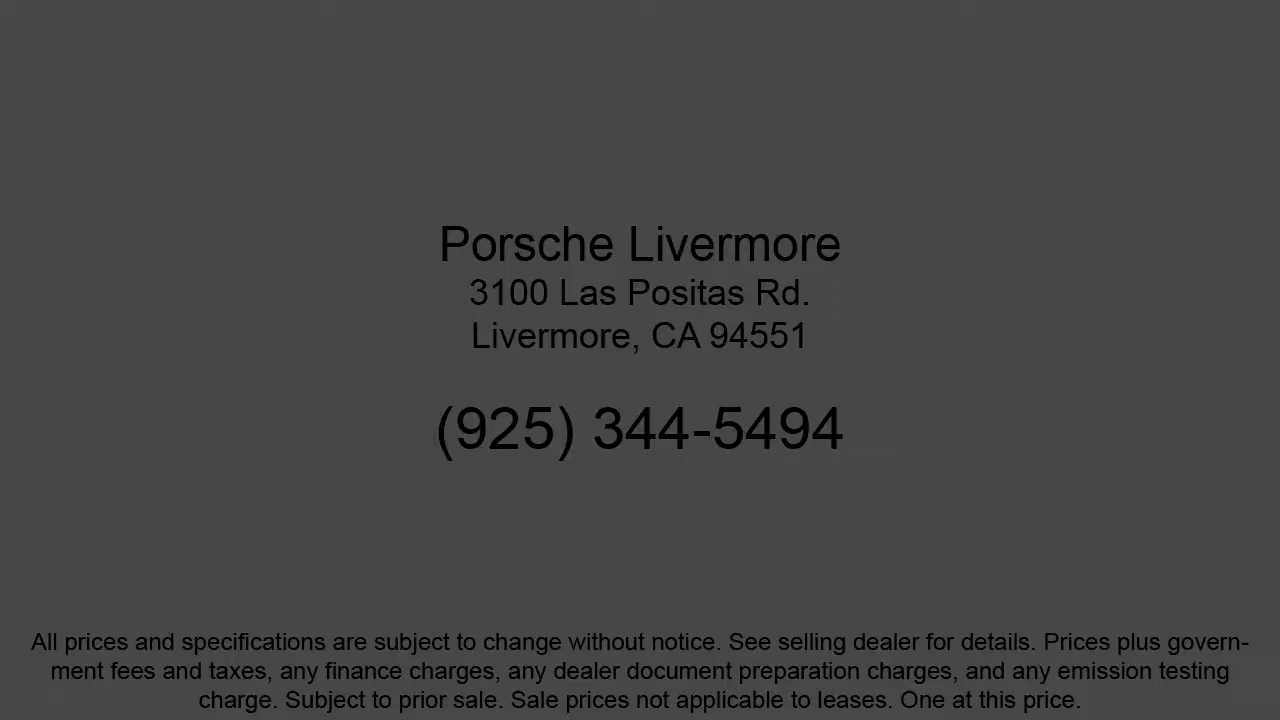 Porsche Livermore
3100 Las Positas Rd.
Livermore, CA 94551
(925) 344-5494
All prices and specifications are subject to change without notice. See selling dealer for details. Prices plus govern-
ment fees and taxes, any finance charges, any dealer document preparation charges, and any emission testing
charge. Subject to prior sale. Sale prices not applicable to leases. One at this price.